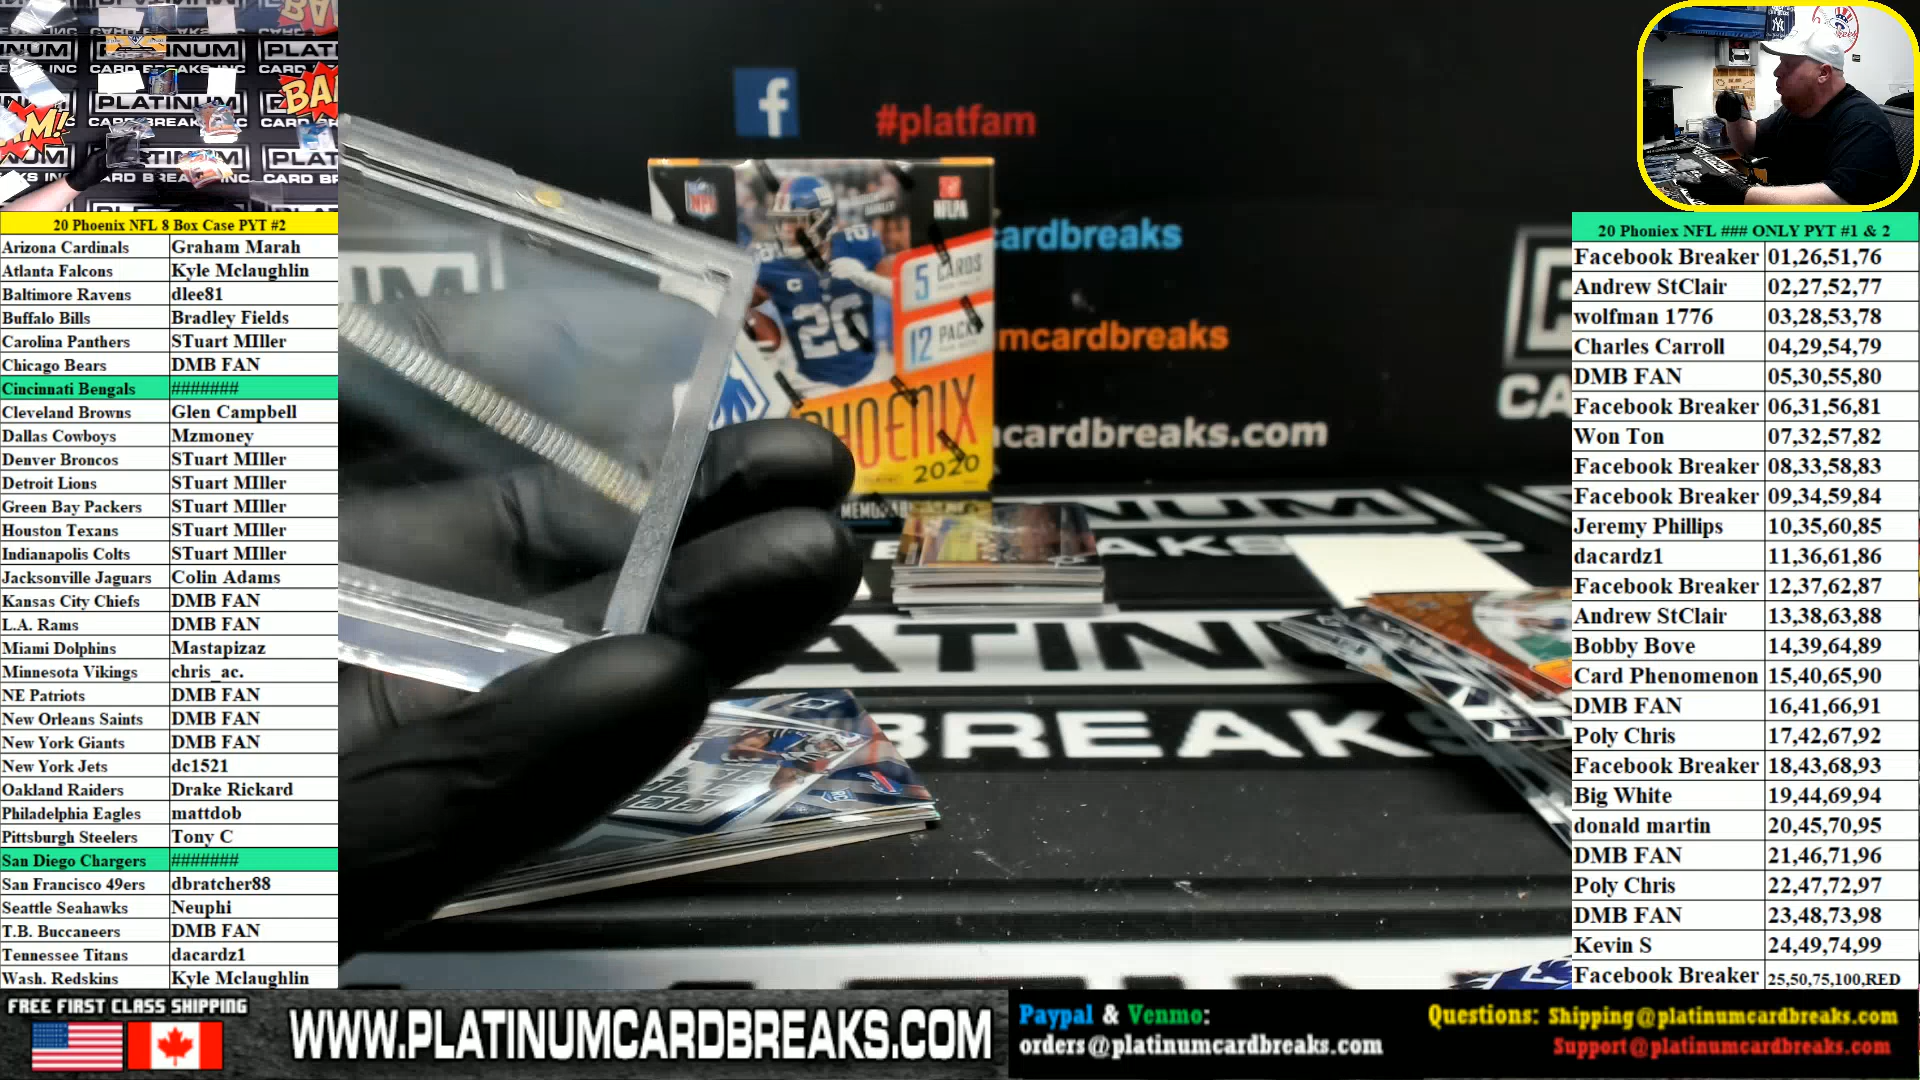 20 Phoenix NFL 8 Box Case PYT #2
Arizona Cardinals Graham Marah
Atlanta Falcons Kyle Mclaughlin
Baltimore Ravens dlee81
Buffalo Bills Bradley Fields
Carolina Panthers STuart MIller
Chicago Bears DMB FAN
Cincinnati Bengals #######
Cleveland Browns Glen Campbell
Dallas Cowboys Mzmoney
Denver Broncos STuart MIller
Detroit Lions STuart MIller
Green Bay Packers STuart MIller
Houston Texans STuart MIller
Indianapolis Colts STuart MIller
Jacksonville Jaguars Colin Adams
Kansas City Chiefs DMB FAN
L.A. Rams DMB FAN
Miami Dolphins Mastapizaz
Minnesota Vikings chris_ac.
NE Patriots DMB FAN
New Orleans Saints DMB FAN
New York Giants DMB FAN
New York Jets dc1521
Oakland Raiders Drake Rickard
Philadelphia Eagles mattdob
Pittsburgh Steelers Tony C
San Diego Chargers #######
San Francisco 49ers dbratcher88
Seattle Seahawks Neuphi
T.B. Buccaneers DMB FAN
Tennessee Titans dacardz1
Wash. Redskins Kyle Mclaughlin
#platfam
cardbreaks
mcardbreaks
cardbreaks.com
NFL
NFLPA
5 CARDS
12 PACKS
PHOENIX
2020
PLATINUM
CARD BREAKS INC
BREAKS
20 Phoniex NFL ### ONLY PYT #1 & 2
Facebook Breaker 01,26,51,76
Andrew StClair 02,27,52,77
wolfman 1776 03,28,53,78
Charles Carroll 04,29,54,79
DMB FAN 05,30,55,80
Facebook Breaker 06,31,56,81
Won Ton 07,32,57,82
Facebook Breaker 08,33,58,83
Facebook Breaker 09,34,59,84
Jeremy Phillips 10,35,60,85
dacardz1 11,36,61,86
Facebook Breaker 12,37,62,87
Andrew StClair 13,38,63,88
Bobby Bove 14,39,64,89
Card Phenomenon 15,40,65,90
DMB FAN 16,41,66,91
Poly Chris 17,42,67,92
Facebook Breaker 18,43,68,93
Big White 19,44,69,94
donald martin 20,45,70,95
DMB FAN 21,46,71,96
Poly Chris 22,47,72,97
DMB FAN 23,48,73,98
Kevin S 24,49,74,99
Facebook Breaker 25,50,75,100,RED
FREE FIRST CLASS SHIPPING
WWW.PLATINUMCARDBREAKS.COM
Paypal & Venmo:
orders@platinumcardbreaks.com
Questions: Shipping@platinumcardbreaks.com
Support@platinumcardbreaks.com